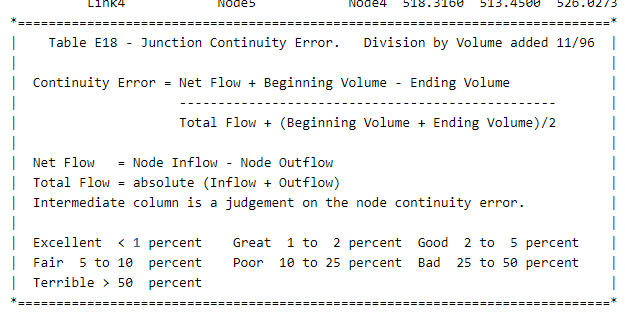 Link4 Node5 Node4 518.3160 513.4500 526.0273
*===========================================================================*
| Table E18 - Junction Continuity Error. Division by Volume added 11/96 |
| |
| Continuity Error = Net Flow + Beginning Volume - Ending Volume |
| ------------------------------------------------- |
| Total Flow + (Beginning Volume + Ending Volume)/2 |
| |
| Net Flow = Node Inflow - Node Outflow |
| Total Flow = absolute (Inflow + Outflow) |
| Intermediate column is a judgement on the node continuity error. |
| |
| Excellent < 1 percent Great 1 to 2 percent Good 2 to 5 percent |
| Fair 5 to 10 percent Poor 10 to 25 percent Bad 25 to 50 percent |
| Terrible > 50 percent |
*===========================================================================*